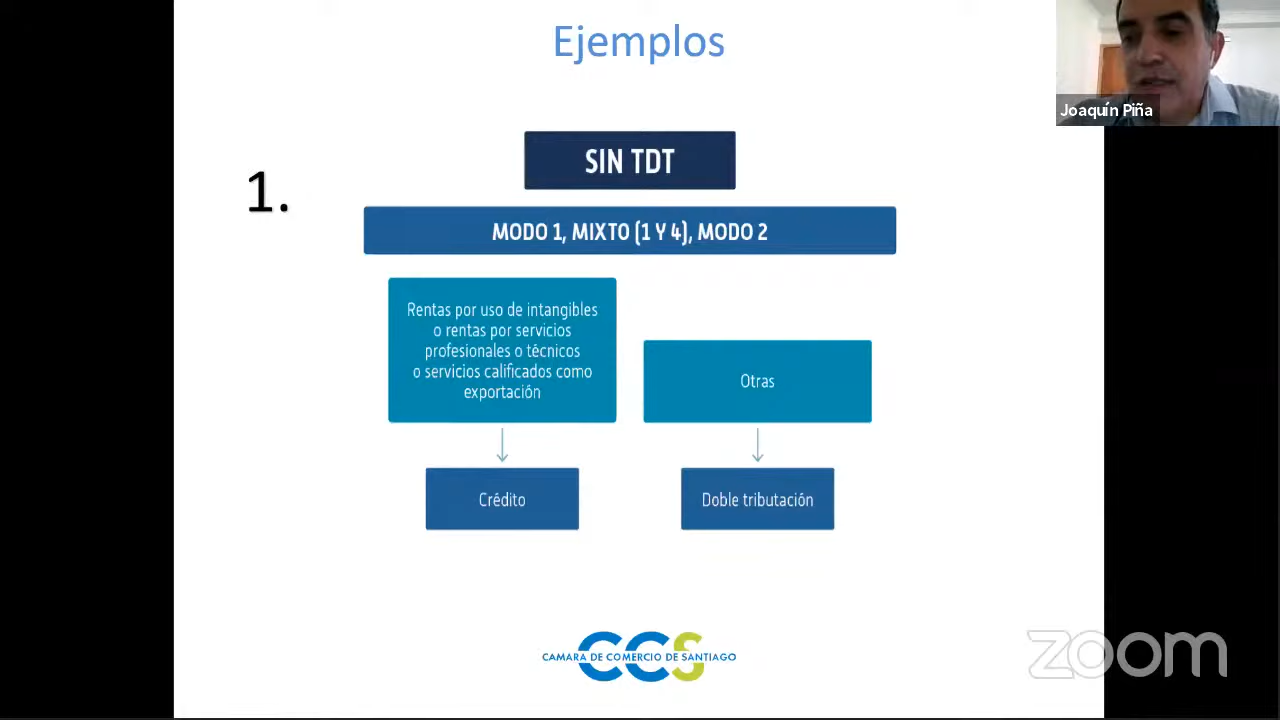 Ejemplos
Joaquín Piña
1.
SIN TDT
MODO 1, MIXTO (1 Y 4), MODO 2
Rentas por uso de intangibles
o rentas por servicios
profesionales o técnicos
o servicios calificados como
exportación
Otras
Crédito
Doble tributación
CCS
CAMARA DE COMERCIO DE SANTIAGO
zoom